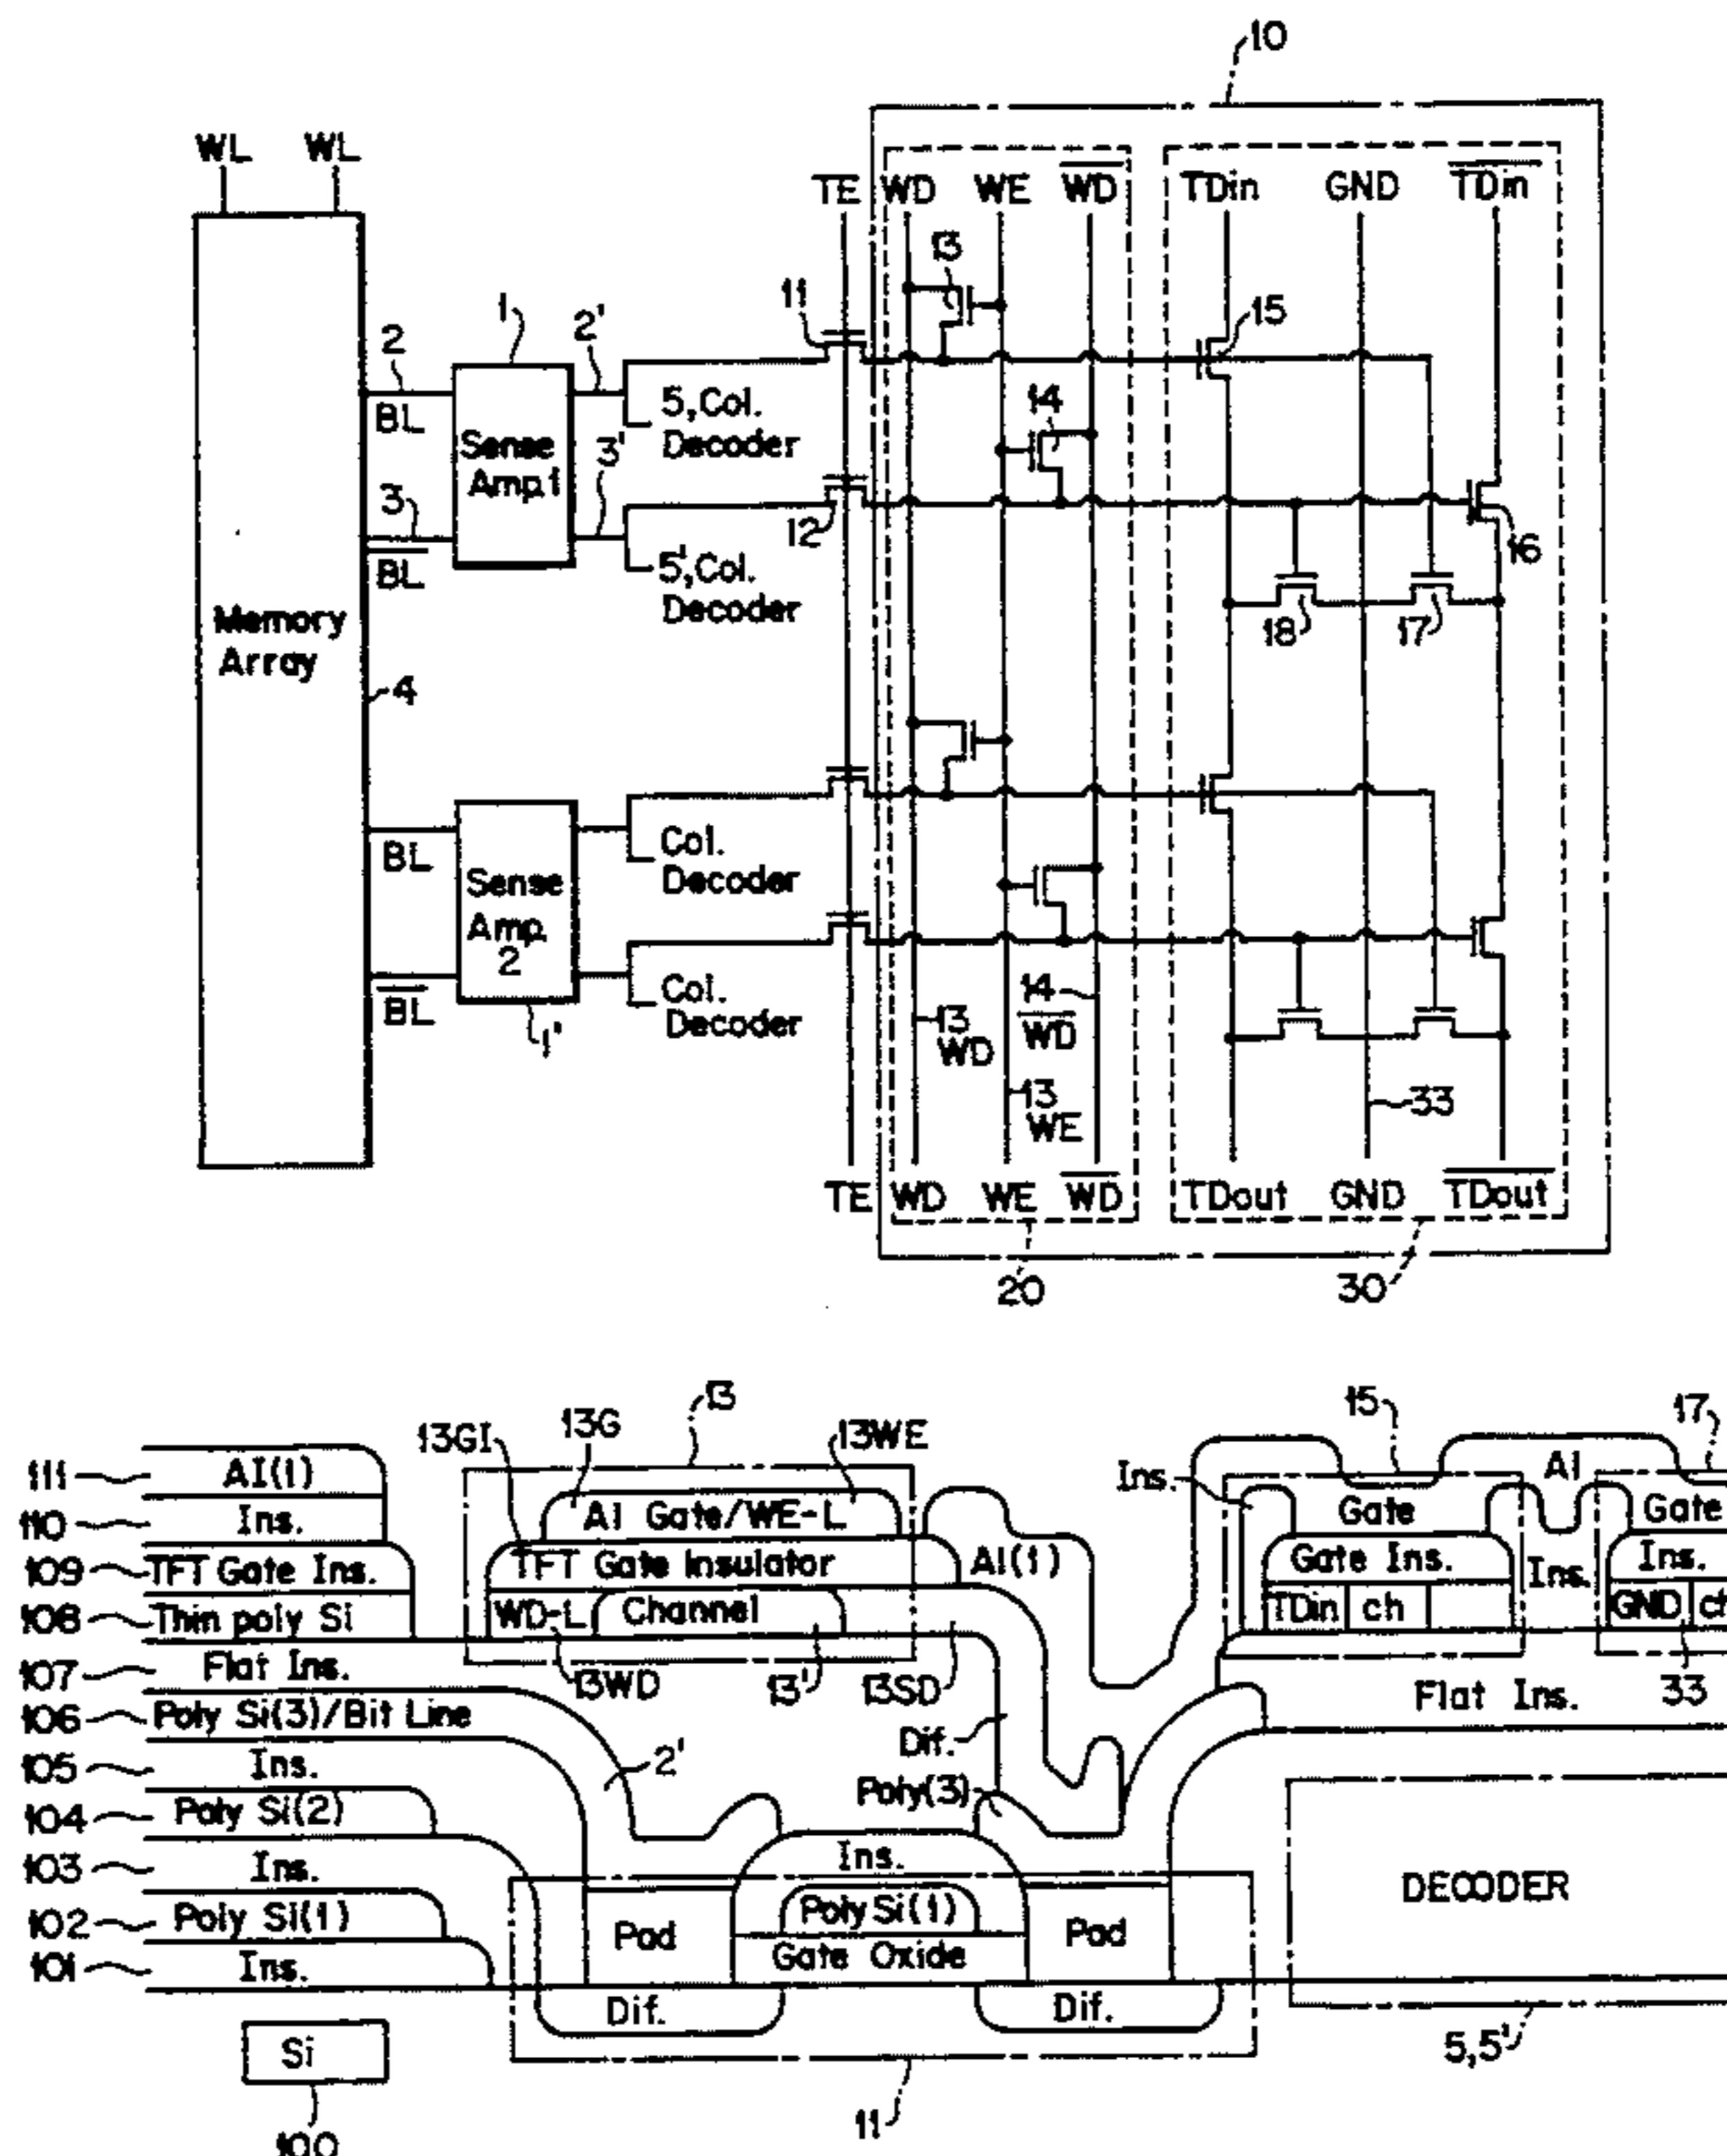 10
WL WL
TE WD WE WD TDin GND TDin
13
11
1
2
2'
15
BL
5, Col.
Decoder
14
Sense
Amp.1
3'
3
12
16
BL
5', Col.
Decoder
18
17
Memory
Array
4
BL
Col.
Decoder
Sense
Amp.
2
14
WD
BL
Col.
Decoder
1'
13
WD
13
WE
33
TE WD WE WD TDout GND TDout
20
30
13
15
17
13GI
13G
13WE
Ins.
Al
111
Al(1)
Al Gate/WE-L
Gate
Gate
110
Ins.
109
TFT Gate Ins.
TFT Gate Insulator
Al(1)
Gate Ins.
Ins.
Ins.
108
Thin poly Si
WD-L
Channel
TDin
ch
GND
ch
107
Flat Ins.
13WD
13'
13SD
Flat Ins.
33
106
Poly Si(3)/Bit Line
Dif.
105
Ins.
2'
Poly(3)
104
Poly Si(2)
103
Ins.
Ins.
DECODER
102
Poly Si(1)
Pad
Poly Si(1)
Pad
101
Ins.
Gate Oxide
Dif.
Dif.
Si
5,5'
11
100